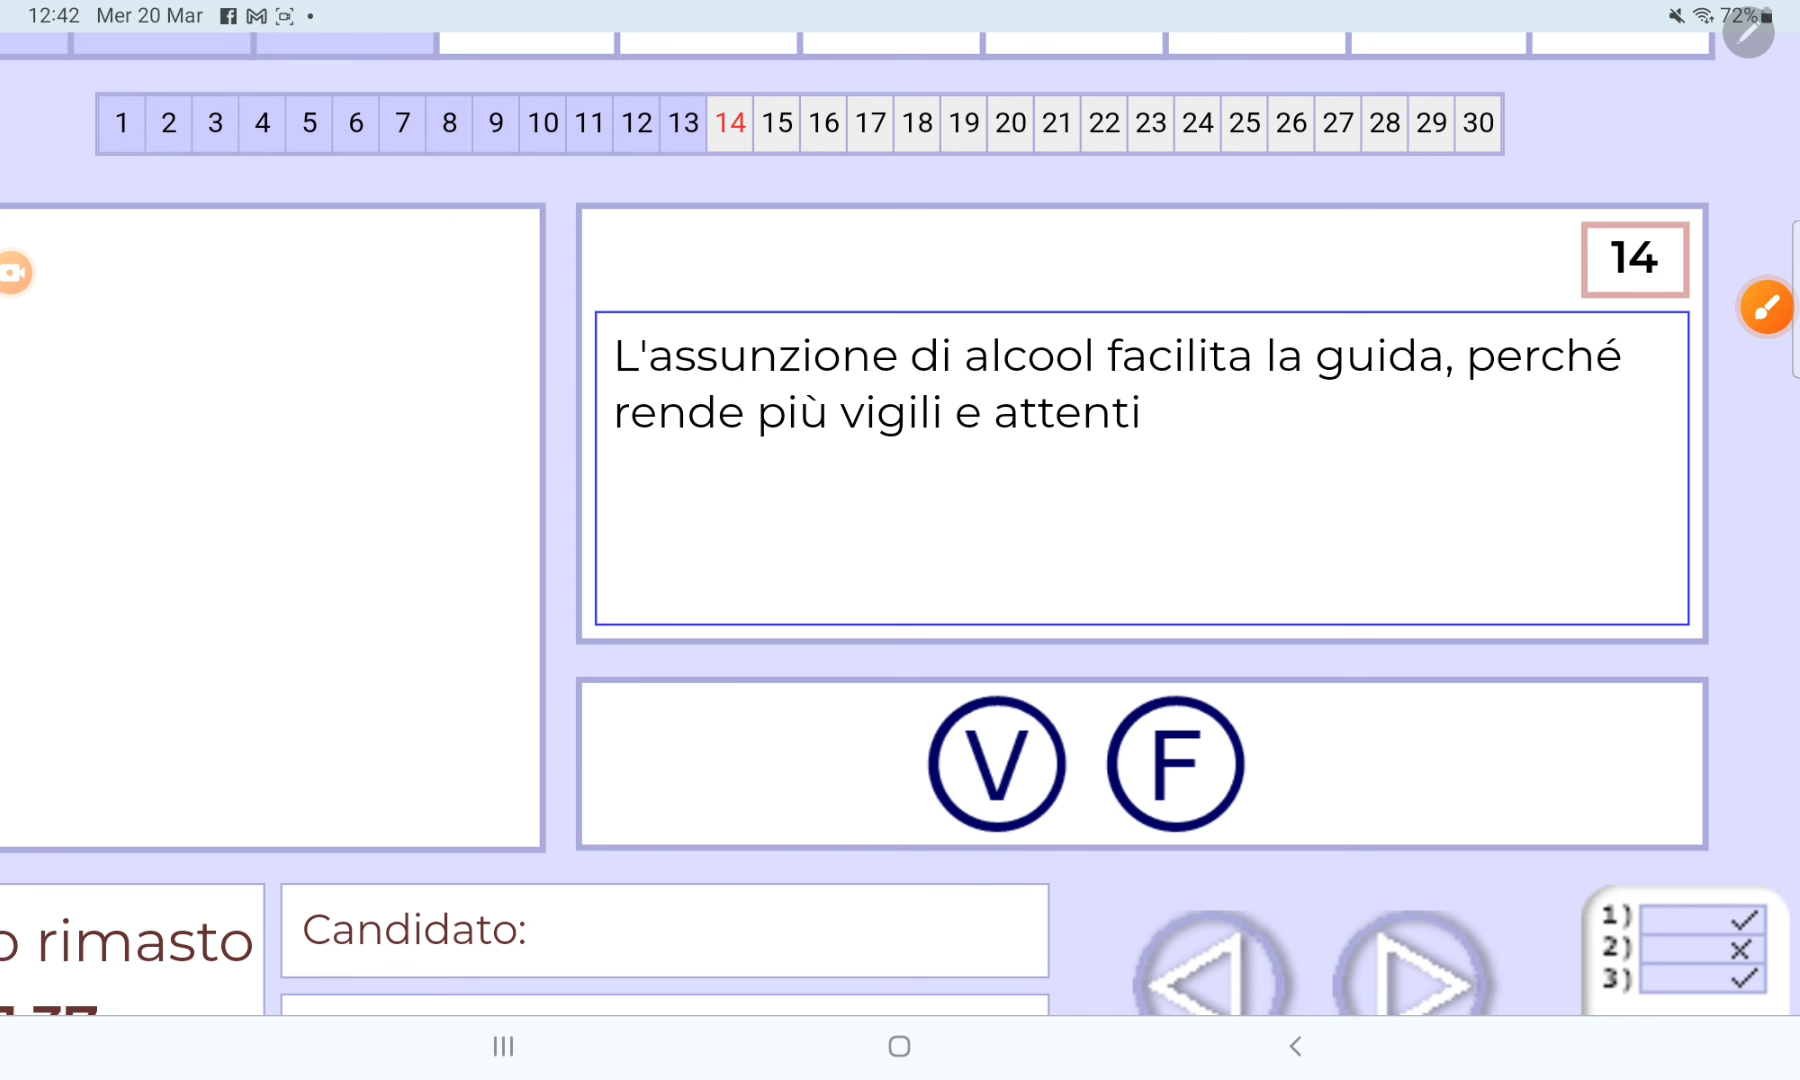 12:42 Mer 20 Mar
72%
1 2 3 4 5 6 7 8 9 10 11 12 13 14 15 16 17 18 19 20 21 22 23 24 25 26 27 28 29 30
14
L'assunzione di alcool facilita la guida, perché
rende più vigili e attenti
V F
o rimasto
Candidato:
1)
2)
3)